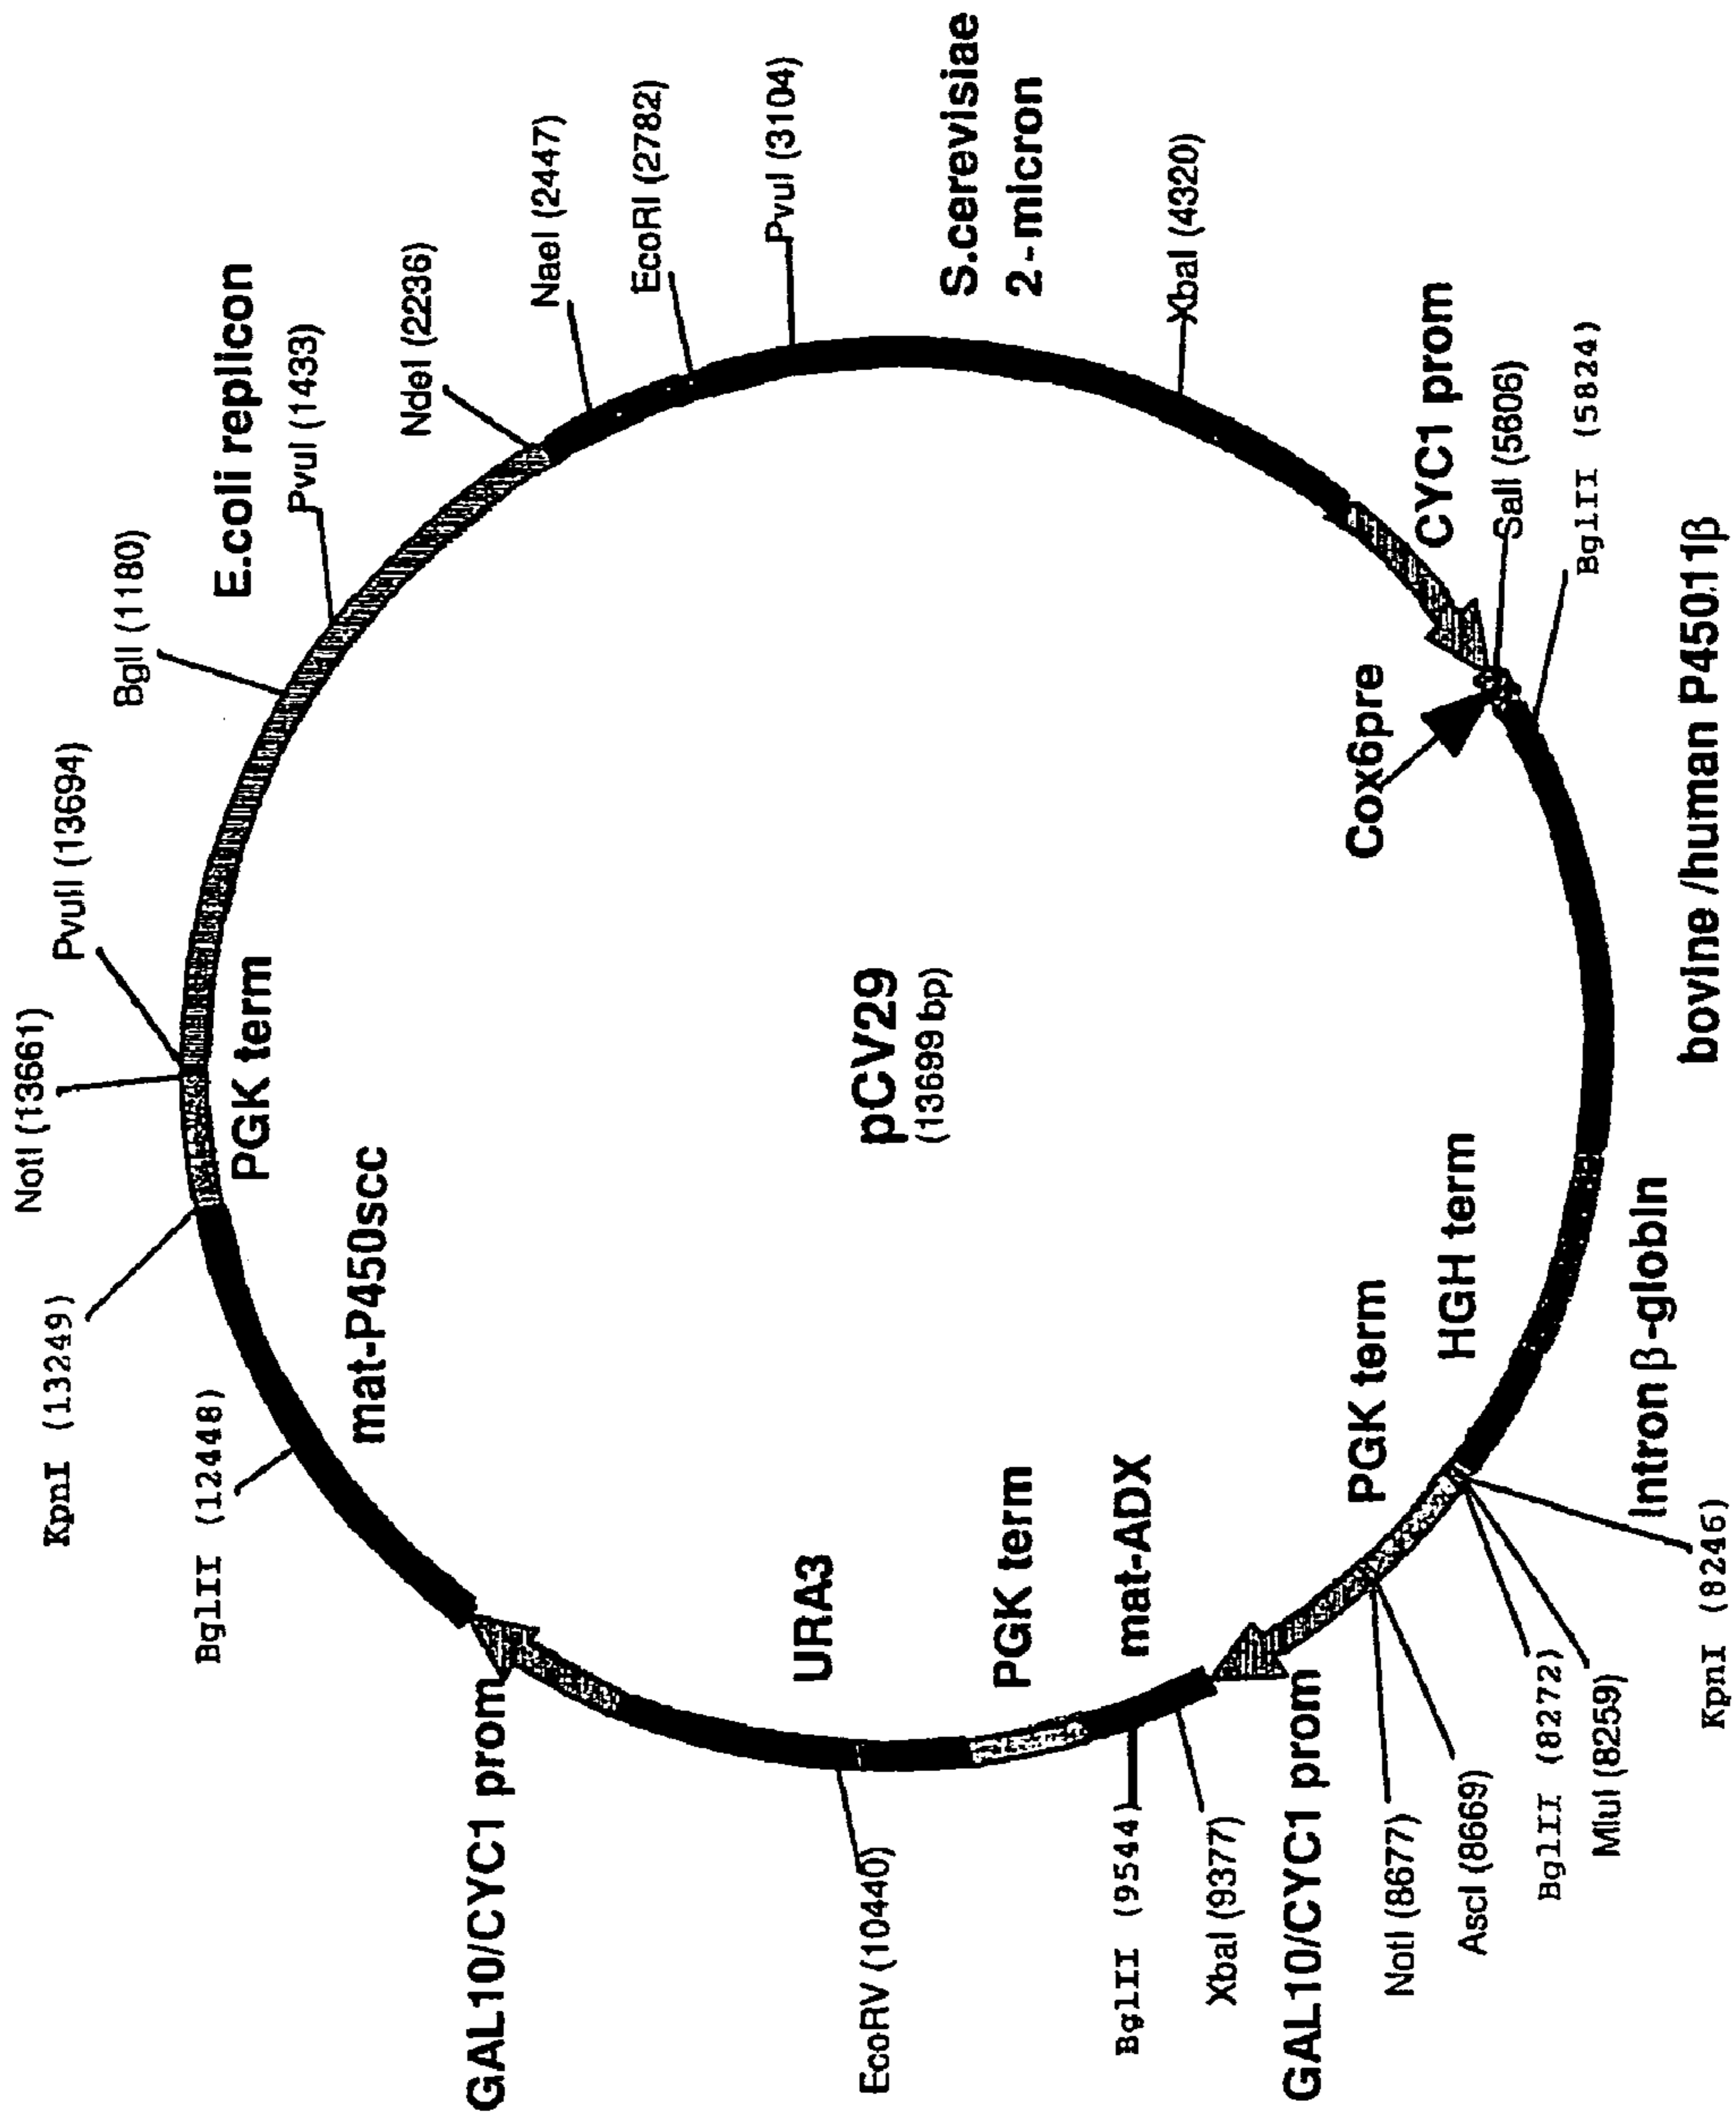 NotI (13661)
KpnI (13249)
PvuII (13694)
BglI (1180)
BglII (12448)
E.coli replicon
PGK term
PvuI (1433)
mat-P450scc
NdeI (2236)
GAL10/CYC1 prom
NaeI (2447)
EcoRI (2782)
PvuI (3104)
URA3
EcoRV (10440)
pCV29
(13699 bp)
S.cerevisiae
2-micron
PGK term
BglII (9544)
mat-ADX
XbaI (4320)
XbaI (9377)
GAL10/CYC1 prom
PGK term
Cox6pre
NotI (8677)
CYC1 prom
HGH term
AscI (8669)
SalI (5806)
BglII (8272)
BglII (5824)
MluI (8259)
Intron β-globin
bovine /human P45011β
KpnI (8246)